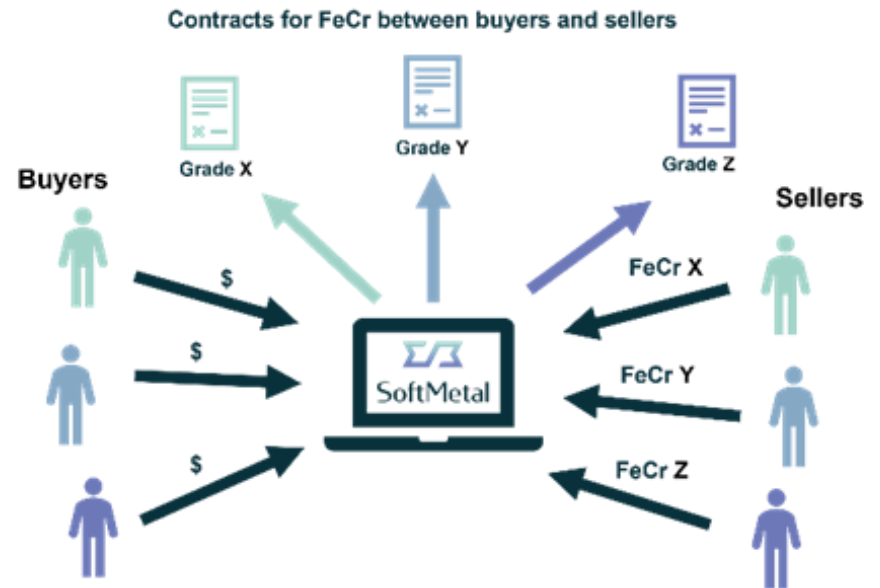 Contracts for FeCr between buyers and sellers
Grade X
Grade Y
Grade Z
Buyers
Sellers
$
$
$
FeCr X
FeCr Y
FeCr Z
SoftMetal